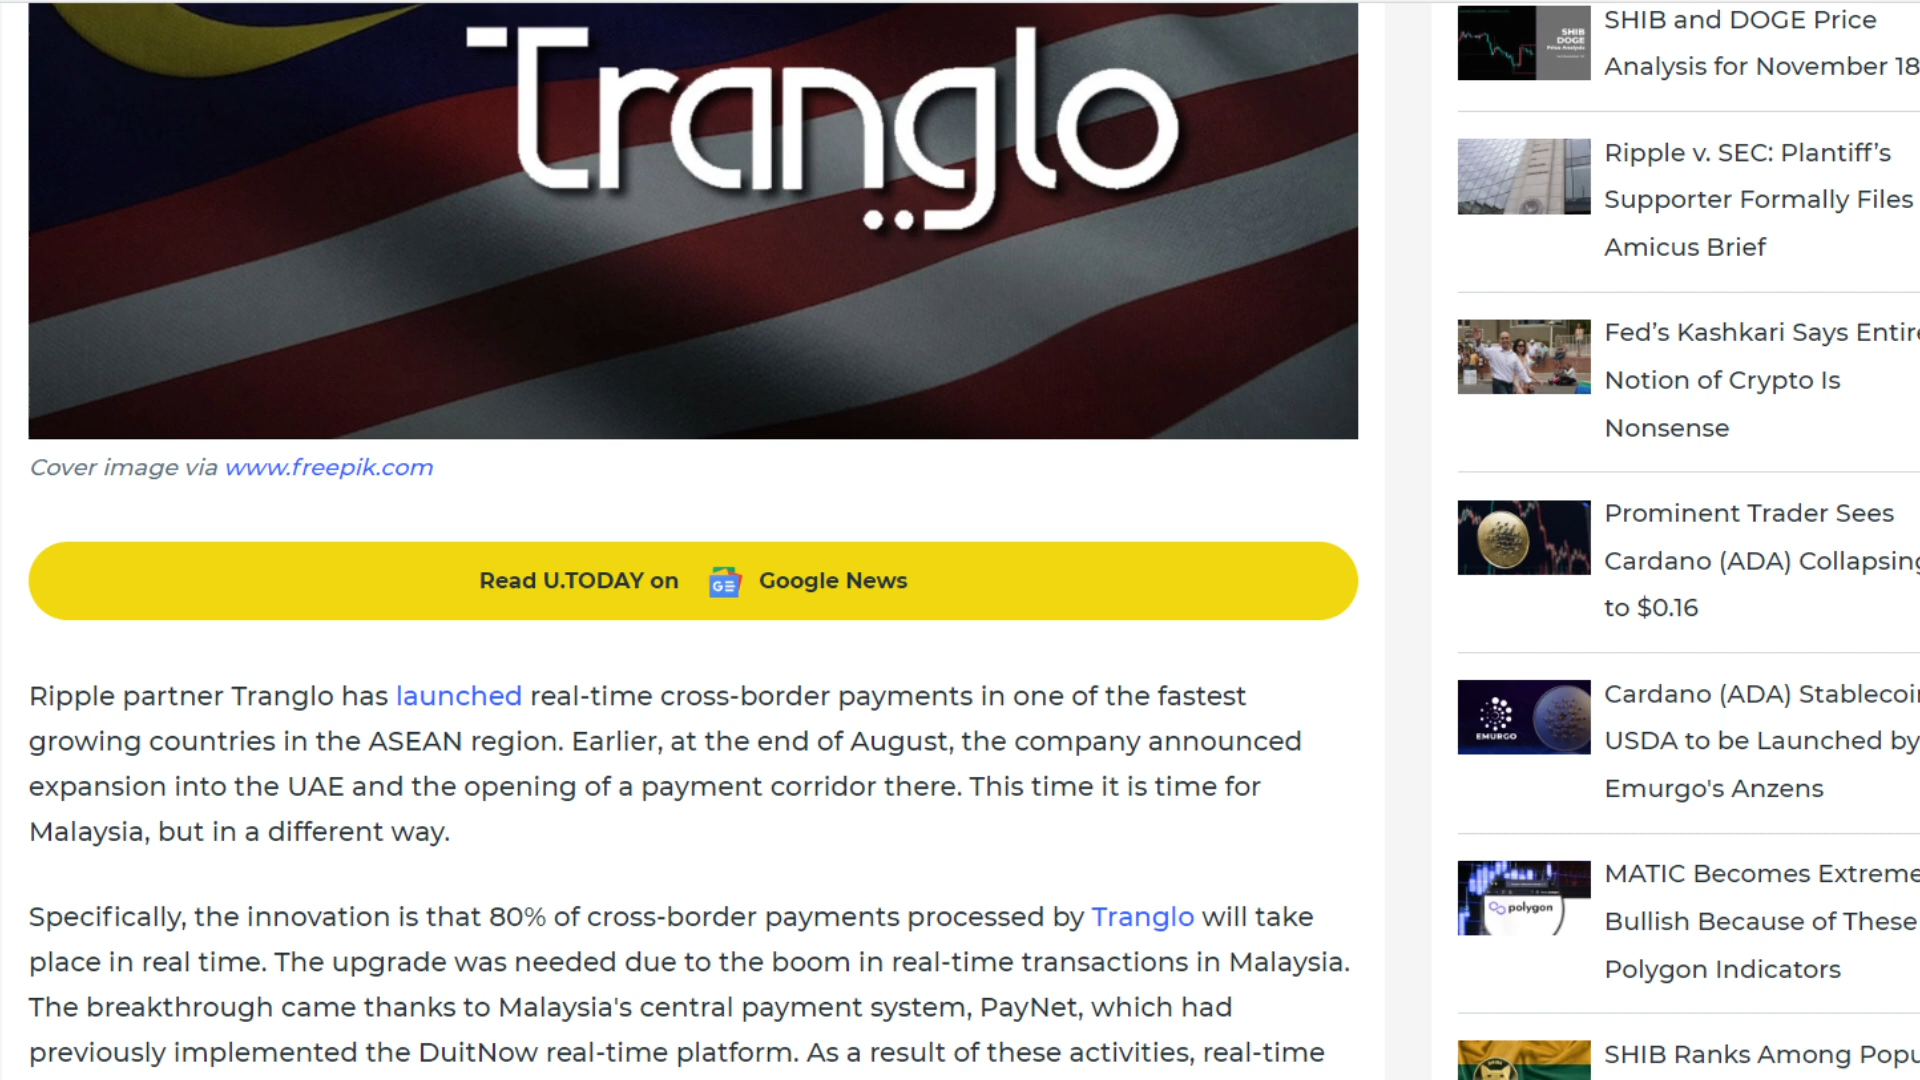 Tranglo
Cover image via www.freepik.com
Read U.TODAY on Google News
Ripple partner Tranglo has launched real-time cross-border payments in one of the fastest
growing countries in the ASEAN region. Earlier, at the end of August, the company announced
expansion into the UAE and the opening of a payment corridor there. This time it is time for
Malaysia, but in a different way.
Specifically, the innovation is that 80% of cross-border payments processed by Tranglo will take
place in real time. The upgrade was needed due to the boom in real-time transactions in Malaysia.
The breakthrough came thanks to Malaysia's central payment system, PayNet, which had
previously implemented the DuitNow real-time platform. As a result of these activities, real-time
SHIB
DOGE
Price Analysis
SHIB and DOGE Price
Analysis for November 18
Ripple v. SEC: Plantiff’s
Supporter Formally Files
Amicus Brief
Fed’s Kashkari Says Entire
Notion of Crypto Is
Nonsense
Prominent Trader Sees
Cardano (ADA) Collapsing
to $0.16
EMURGO
Cardano (ADA) Stablecoin
USDA to be Launched by
Emurgo's Anzens
polygon
MATIC Becomes Extreme
Bullish Because of These
Polygon Indicators
SHIB Ranks Among Popu